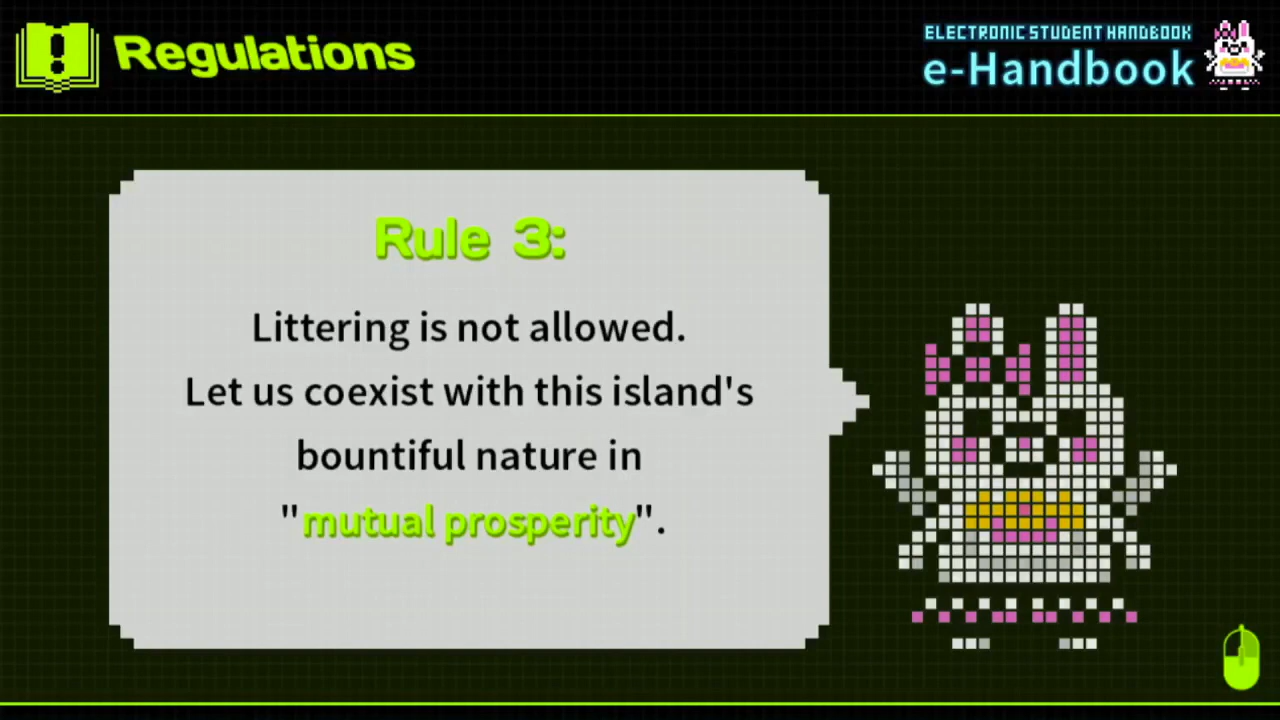 Regulations
ELECTRONIC STUDENT HANDBOOK
e-Handbook
Rule 3:
Littering is not allowed.
Let us coexist with this island's
bountiful nature in
"mutual prosperity".